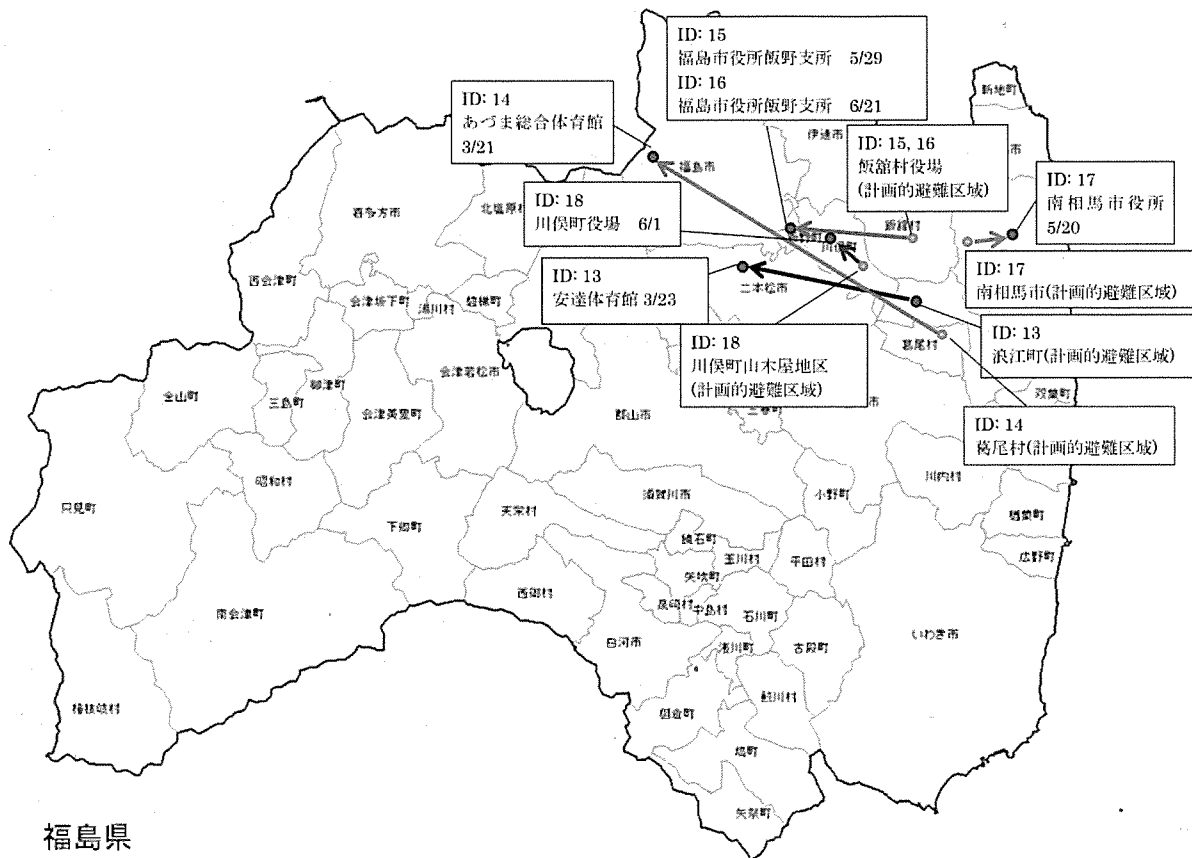 ID: 15
福島市役所飯野支所 5/29
ID: 16
福島市役所飯野支所 6/21
ID: 14
あづま総合体育館
3/21
ID: 15, 16
飯舘村役場
(計画的避難区域)
ID: 17
南相馬市役所
5/20
ID: 18
川俣町役場 6/1
ID: 13
安達体育館 3/23
ID: 18
川俣町山木屋地区
(計画的避難区域)
ID: 17
南相馬市(計画的避難区域)
ID: 13
浪江町(計画的避難区域)
ID: 14
葛尾村(計画的避難区域)
新地町
伊達市
福島市
喜多方市
北塩原村
飯舘村
西会津町
会津坂下町
湯川村
磐梯町
二本松市
葛尾村
双葉町
金山町
三島町
柳津町
会津美里町
会津若松市
郡山市
三春町
市
昭和村
只見町
下郷町
天栄村
須賀川市
小野町
川内村
楢葉町
広野町
鏡石町
玉川村
平田村
矢吹町
西郷村
泉崎村
中島村
石川町
南会津町
白河市
浅川町
古殿町
いわき市
檜枝岐村
棚倉町
鮫川村
塙町
矢祭町
福島県